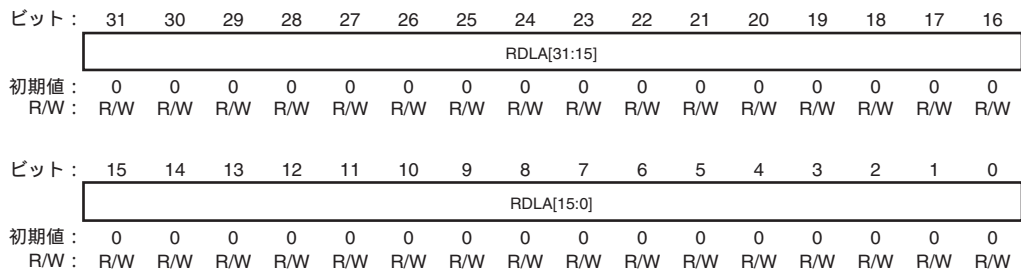 ビット： 31 30 29 28 27 26 25 24 23 22 21 20 19 18 17 16
RDLA[31:15]
初期値： 0 0 0 0 0 0 0 0 0 0 0 0 0 0 0 0
R/W： R/W R/W R/W R/W R/W R/W R/W R/W R/W R/W R/W R/W R/W R/W R/W R/W
ビット： 15 14 13 12 11 10 9 8 7 6 5 4 3 2 1 0
RDLA[15:0]
初期値： 0 0 0 0 0 0 0 0 0 0 0 0 0 0 0 0
R/W： R/W R/W R/W R/W R/W R/W R/W R/W R/W R/W R/W R/W R/W R/W R/W R/W